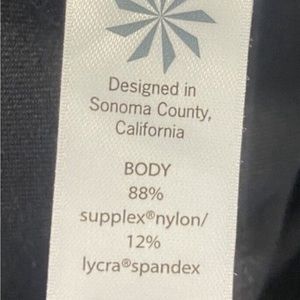 Designed in
Sonoma County,
California
BODY
88%
supplex®nylon/
12%
lycra®spandex